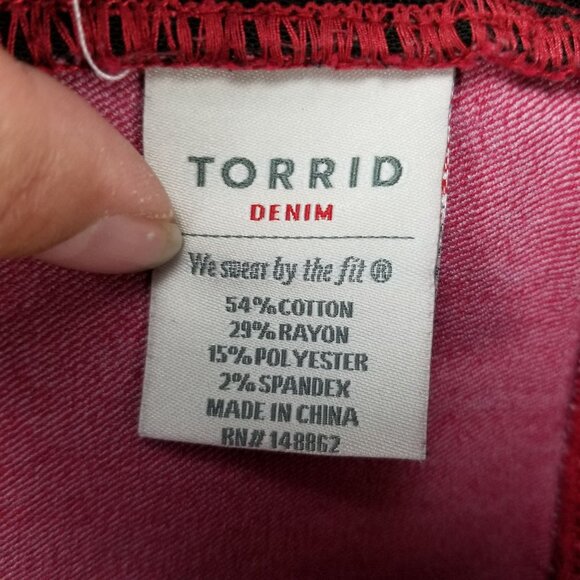 TORRID
DENIM
We swear by the fit ®
54% COTTON
29% RAYON
15% POLYESTER
2% SPANDEX
MADE IN CHINA
RN# 148862